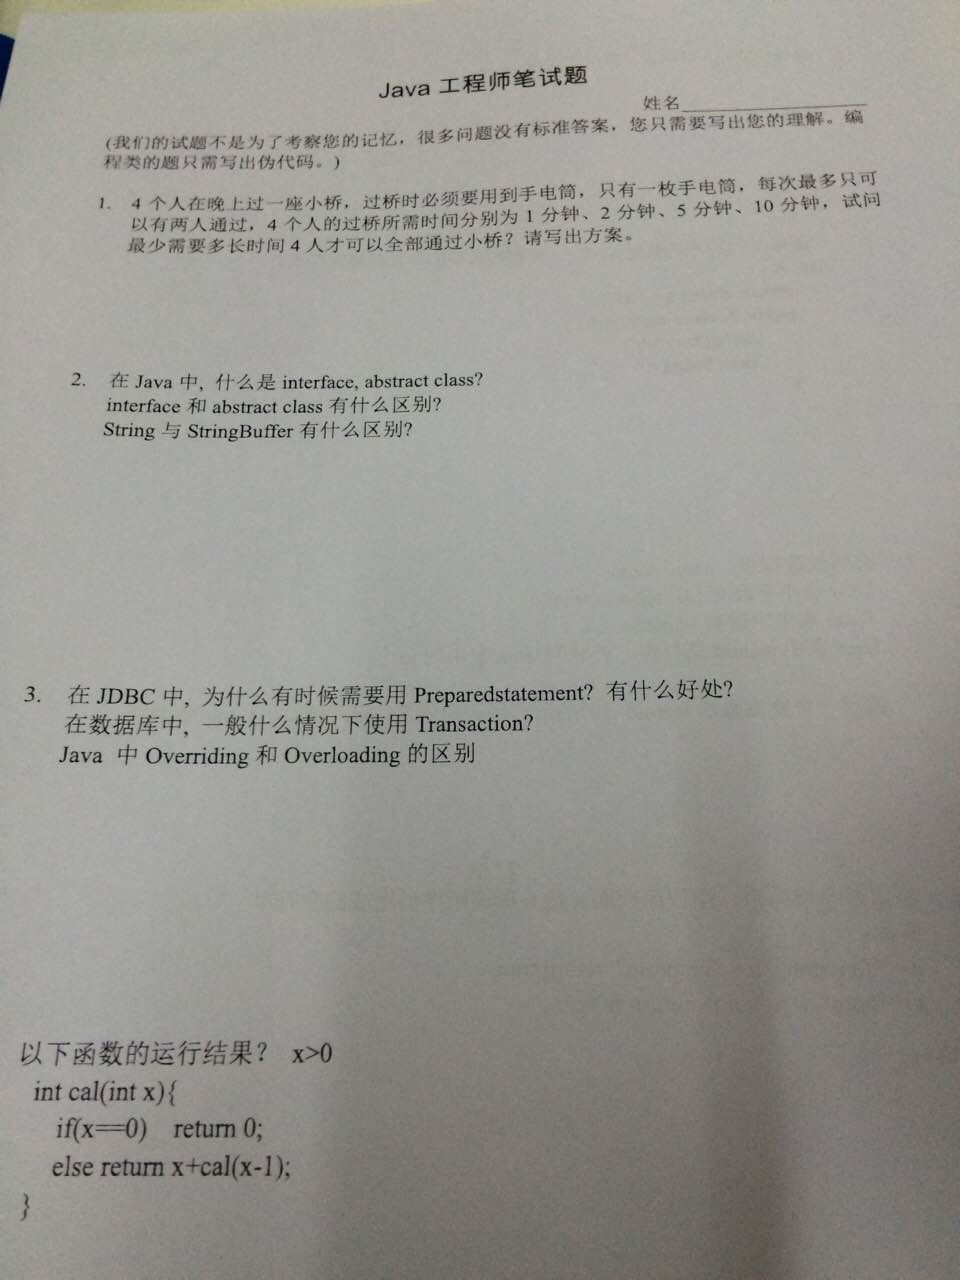 Java 工程师笔试题
姓名
(我们的试题不是为了考察您的记忆，很多问题没有标准答案，您只需要写出您的理解。编
程类的题只需写出伪代码。)
1. 4 个人在晚上过一座小桥，过桥时必须要用到手电筒，只有一枚手电筒，每次最多只可
以有两人通过，4 个人的过桥所需时间分别为 1 分钟、2 分钟、5 分钟、10 分钟，试问
最少需要多长时间 4 人才可以全部通过小桥？请写出方案。
2. 在 Java 中, 什么是 interface, abstract class?
interface 和 abstract class 有什么区别?
String 与 StringBuffer 有什么区别?
3. 在 JDBC 中, 为什么有时候需要用 Preparedstatement? 有什么好处?
在数据库中, 一般什么情况下使用 Transaction?
Java 中 Overriding 和 Overloading 的区别
以下函数的运行结果？ x>0
int cal(int x){
if(x==0) return 0;
else return x+cal(x-1);
}